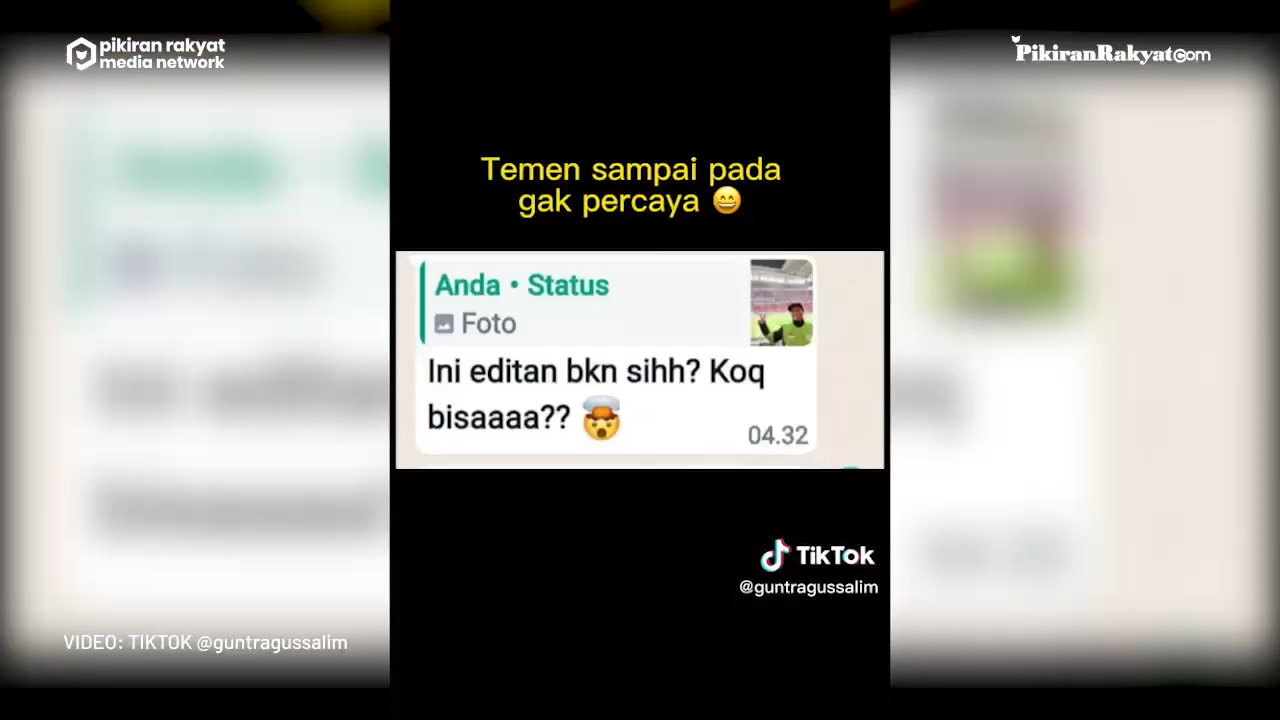 pikiran rakyat
media network
PikiranRakyat.com
Temen sampai pada
gak percaya 😄
Anda • Status
Foto
Ini editan bkn sihh? Koq
bisaaaa?? 🤯
04.32
TikTok
@guntragussalim
VIDEO: TIKTOK @guntragussalim